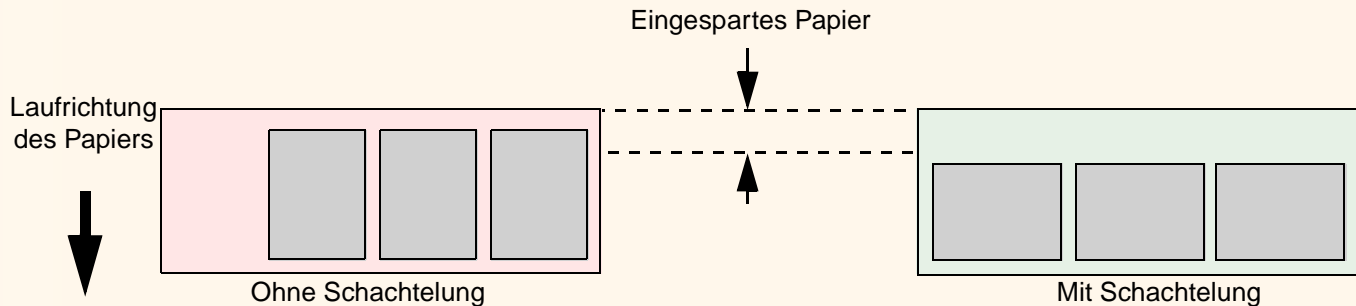 Eingespartes Papier
Laufrichtung
des Papiers
Ohne Schachtelung
Mit Schachtelung